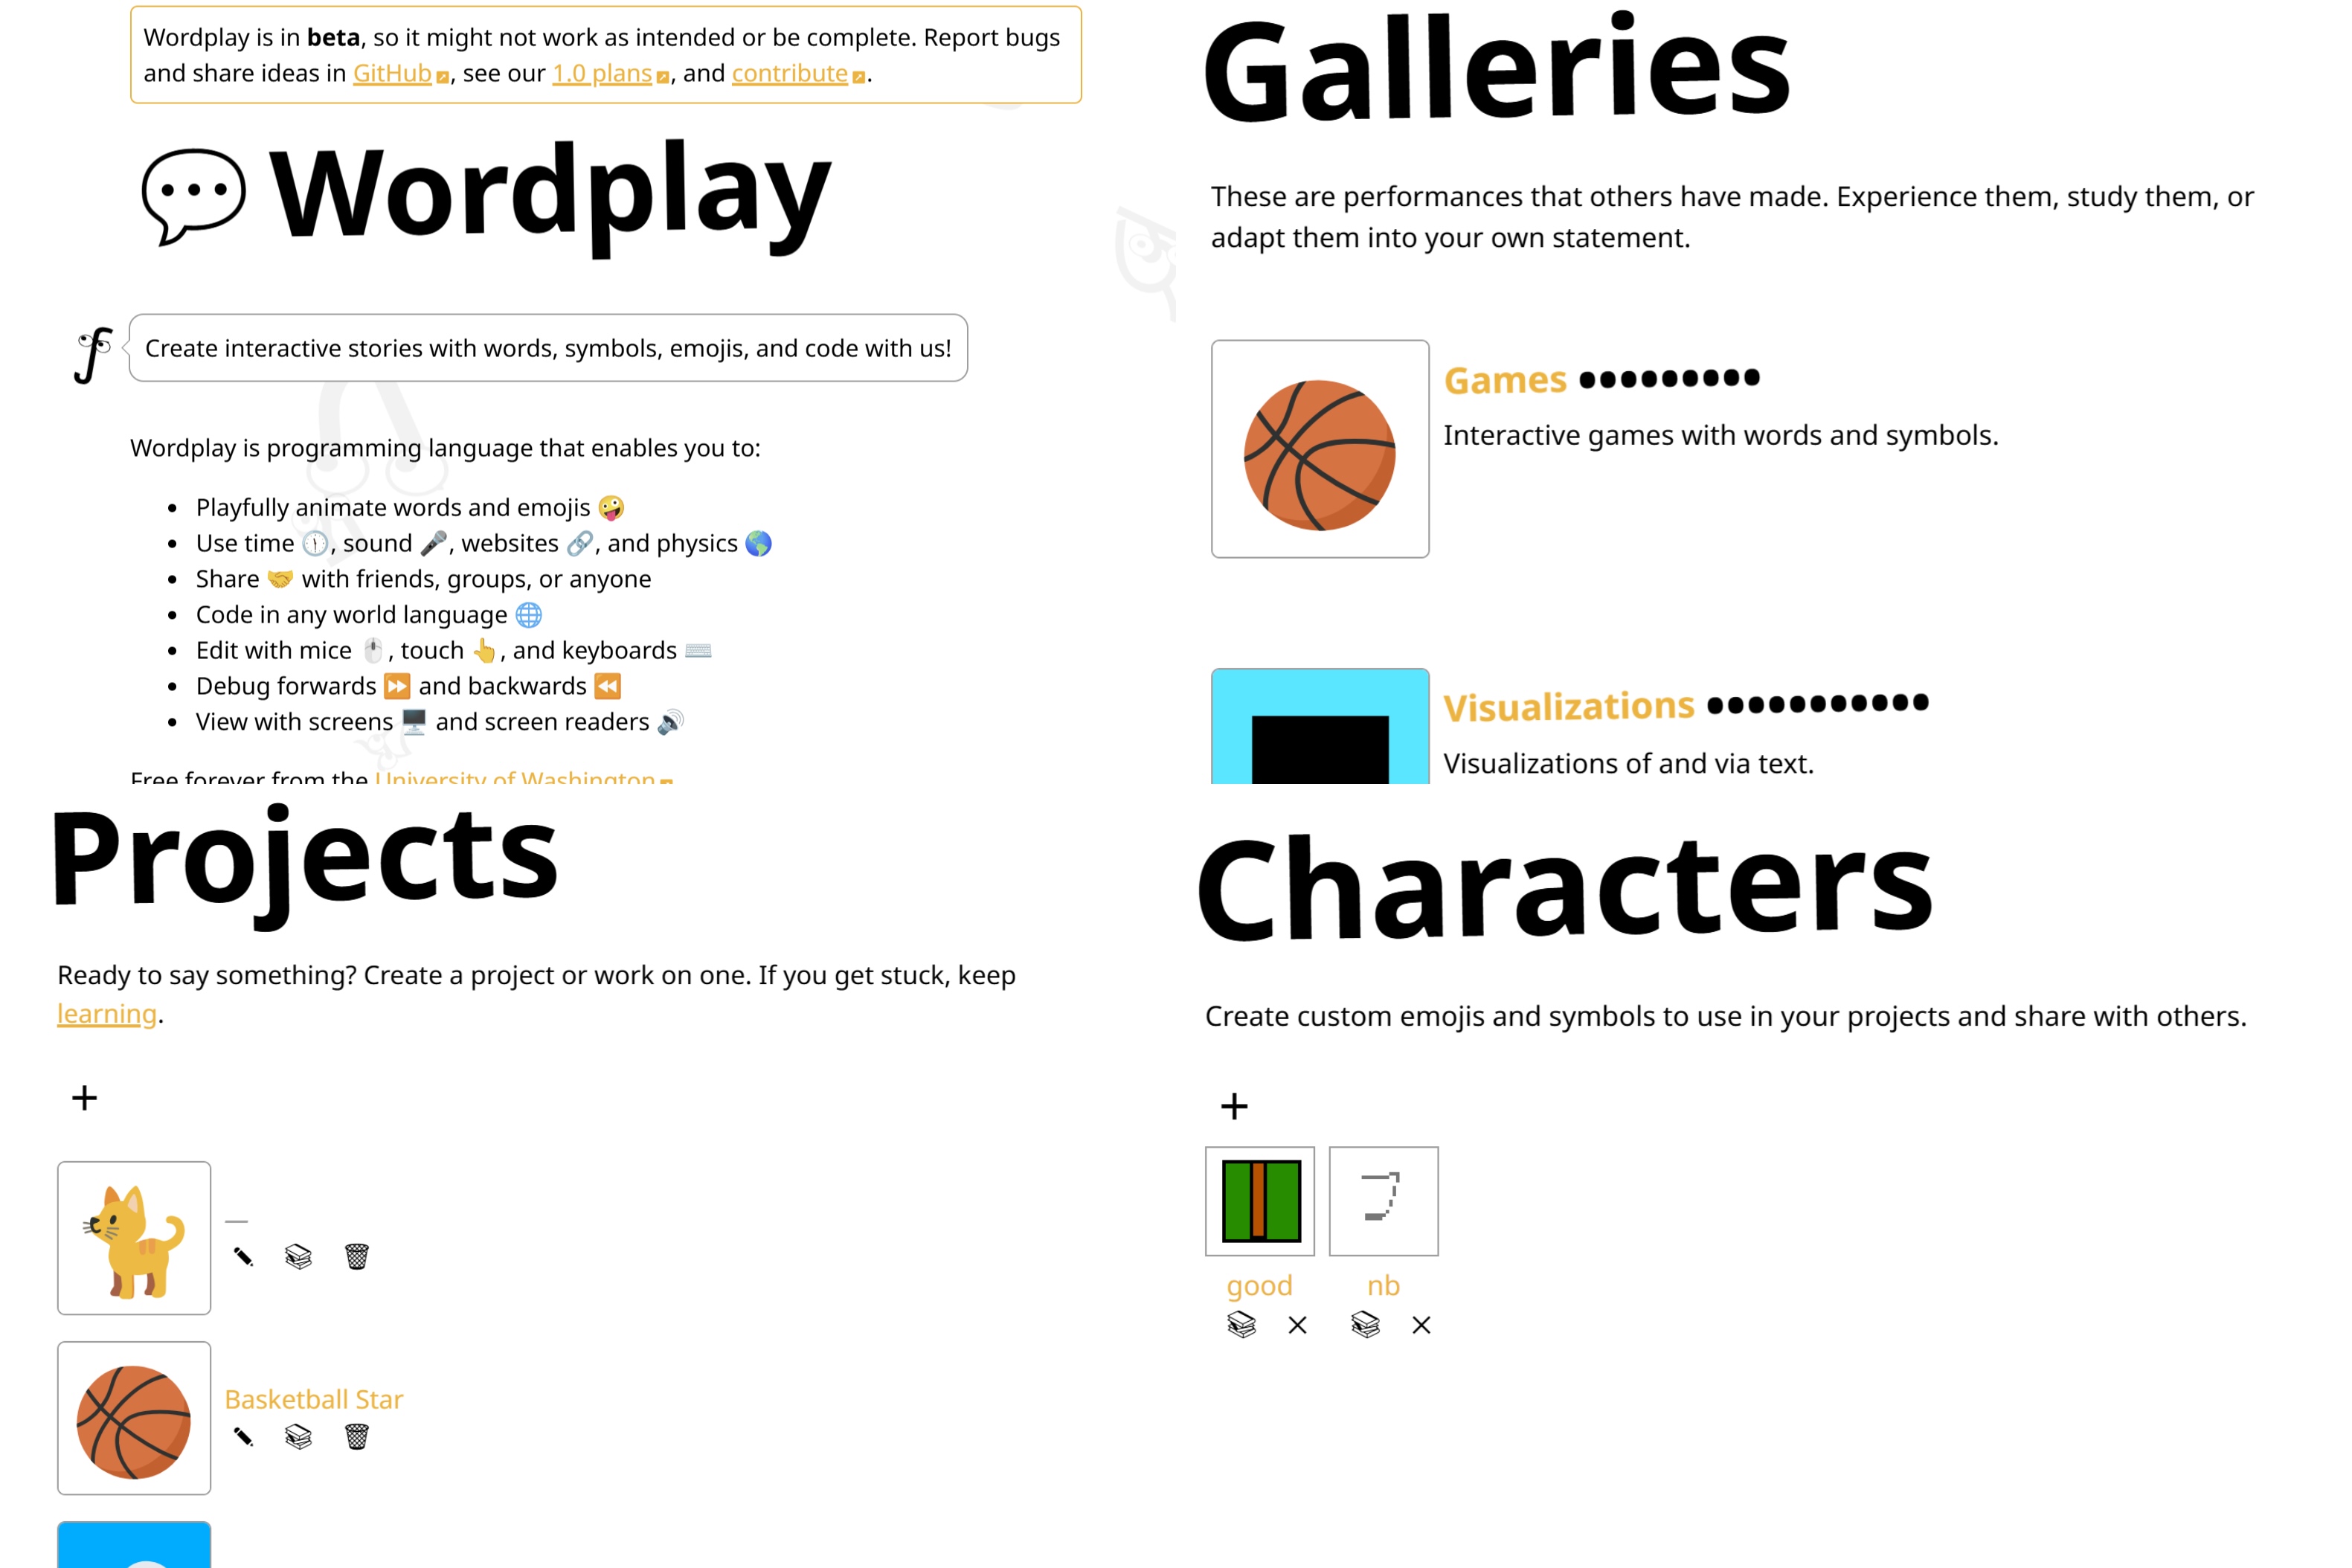 Wordplay is in beta, so it might not work as intended or be complete. Report bugs
and share ideas in GitHub, see our 1.0 plans, and contribute.
💬 Wordplay
Create interactive stories with words, symbols, emojis, and code with us!
Wordplay is programming language that enables you to:
• Playfully animate words and emojis 🤪
• Use time 🕦, sound 🎤, websites 🔗, and physics 🌎
• Share 🤝 with friends, groups, or anyone
• Code in any world language 🌐
• Edit with mice 🖱️, touch 👆, and keyboards ⌨️
• Debug forwards ⏩ and backwards ⏪
• View with screens 🖥️ and screen readers 🔊
Free forever from the University of Washington
Galleries
These are performances that others have made. Experience them, study them, or
adapt them into your own statement.
Games •••••••••
Interactive games with words and symbols.
Visualizations •••••••••••
Visualizations of and via text.
Projects
Ready to say something? Create a project or work on one. If you get stuck, keep
learning.
+
—
Basketball Star
Characters
Create custom emojis and symbols to use in your projects and share with others.
+
good nb